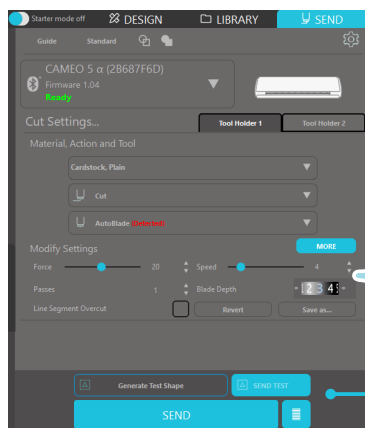 Starter mode off DESIGN LIBRARY SEND
Guide Standard
CAMEO 5 α (2B687F6D)
Firmware 1.04
Ready
Cut Settings... Tool Holder 1 Tool Holder 2
Material, Action and Tool
Cardstock, Plain
Cut
AutoBlade (Detected)
Modify Settings MORE
Force 20 Speed 4
Passes 1 Blade Depth 2 3 4
Line Segment Overcut Revert Save as...
Generate Test Shape SEND TEST
SEND